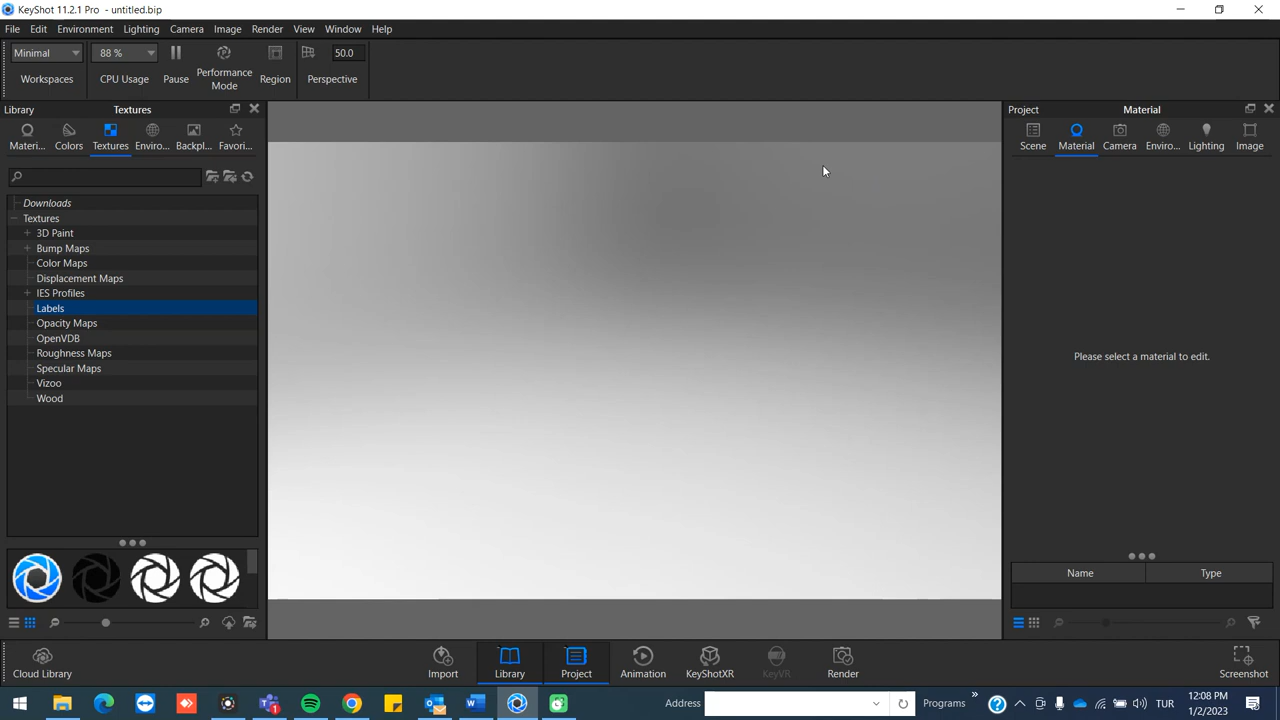 KeyShot 11.2.1 Pro - untitled.bip
File Edit Environment Lighting Camera Image Render View Window Help
Minimal 88 % 50.0
Workspaces CPU Usage Pause Performance Mode Region Perspective
Library Textures
Project Material
Materi... Colors Textures Enviro... Backpl... Favori...
Scene Material Camera Enviro... Lighting Image
Downloads
Textures
3D Paint
Bump Maps
Color Maps
Displacement Maps
IES Profiles
Labels
Opacity Maps
OpenVDB
Roughness Maps
Specular Maps
Vizoo
Wood
Please select a material to edit.
Name Type
Cloud Library Import Library Project Animation KeyShotXR KeyVR Render Screenshot
Address Programs » TUR 12:08 PM
1/2/2023